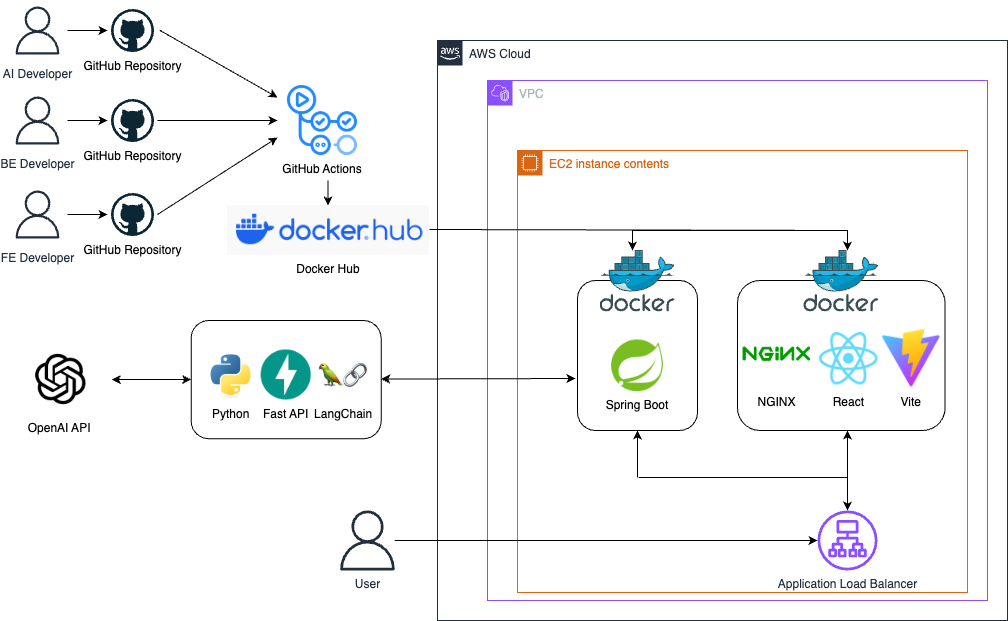 AI Developer
GitHub Repository
BE Developer
GitHub Repository
FE Developer
GitHub Repository
GitHub Actions
docker.hub
Docker Hub
aws
AWS Cloud
VPC
EC2 instance contents
docker
Spring Boot
docker
NGINX
NGINX
React
Vite
OpenAI API
Python
Fast API
LangChain
User
Application Load Balancer